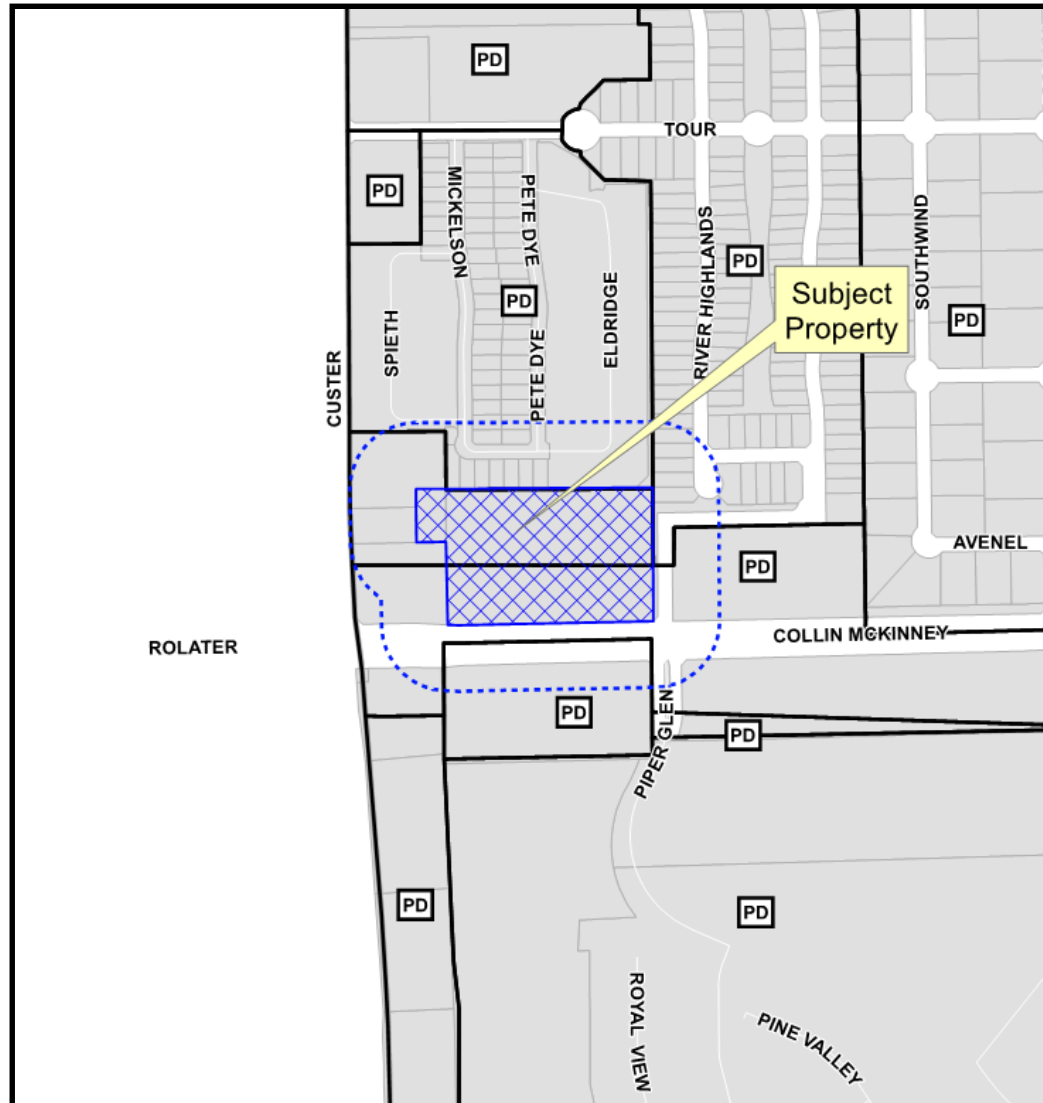 PD
TOUR
PD
MICKELSON
PETE DYE
SOUTHWIND
RIVER HIGHLANDS
PD
Subject
Property
PD
ELDRIDGE
SPIETH
PD
PETE DYE
CUSTER
AVENEL
PD
COLLIN MCKINNEY
ROLATER
PD
PD
PIPER GLEN
PD
PD
ROYAL VIEW
PINE VALLEY